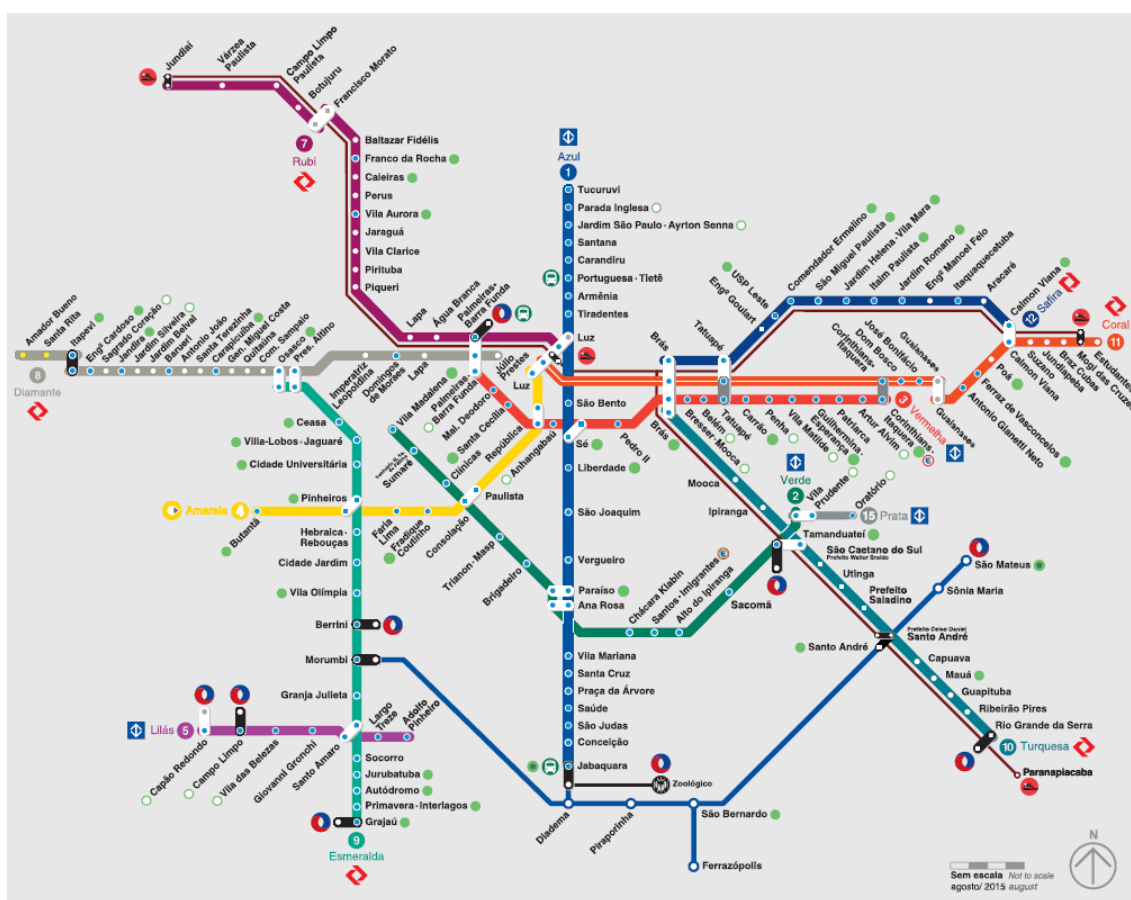 Jundiaí
Várzea
Paulista
Campo Limpo
Paulista
Botujuru
Francisco Morato
7
Rubi
Baltazar Fidélis
Franco da Rocha
Caieiras
Perus
Vila Aurora
Jaraguá
Vila Clarice
Pirituba
Piqueri
Lapa
Água Branca
Palmeiras-
Barra Funda
Azul
1
Tucuruvi
Parada Inglesa
Jardim São Paulo-Ayrton Senna
Santana
Carandiru
Portuguesa-Tietê
Armênia
Tiradentes
Luz
São Bento
Sé
Liberdade
São Joaquim
Vergueiro
Paraíso
Ana Rosa
Vila Mariana
Santa Cruz
Praça da Árvore
Saúde
São Judas
Conceição
Jabaquara
Zoológico
Amador Bueno
Santa Rita
Itapevi
Engº Cardoso
Sagrado Coração
Jandira
Jardim Silveira
Jardim Belval
Barueri
Antonio João
Santa Terezinha
Carapicuíba
Quitaúna
Gen. Miguel Costa
Com. Sampaio
Osasco
Pres. Altino
Imperatriz
Leopoldina
Domingos
de Moraes
Lapa
Palmeiras-
Barra Funda
Júlio
Prestes
8
Diamante
Ceasa
Villa-Lobos-Jaguaré
Cidade Universitária
Pinheiros
Hebraica-
Rebouças
Cidade Jardim
Vila Olímpia
Berrini
Morumbi
Granja Julieta
Santo Amaro
Socorro
Jurubatuba
Autódromo
Primavera-Interlagos
Grajaú
9
Esmeralda
Amarela
4
Butantã
Faria
Lima
Fradique
Coutinho
Paulista
República
Luz
Vila Madalena
Sumaré
Clínicas
Consolação
Trianon-Masp
Brigadeiro
Chácara Klabin
Santos-Imigrantes
Alto do Ipiranga
Sacomã
Tamanduateí
Vila
Prudente
Verde
2
Oratório
15
Prata
Mal. Deodoro
Santa Cecília
Anhangabaú
Pedro II
Brás
Bresser-Mooca
Belém
Tatuapé
Carrão
Penha
Vila Matilde
Guilhermina-
Esperança
Patriarca
Artur Alvim
Corinthians-
Itaquera
3
Vermelha
Brás
Tatuapé
Engº Goulart
USP Leste
Comendador Ermelino
São Miguel Paulista
Jardim Helena-Vila Mara
Itaim Paulista
Jardim Romano
Engº Manoel Feio
Itaquaquecetuba
Aracaré
Calmon Viana
12
Safira
Coral
11
Corinthians-
Itaquera
Dom Bosco
José Bonifácio
Guaianases
Guaianases
Antonio Gianetti Neto
Ferraz de Vasconcelos
Poá
Calmon Viana
Suzano
Jundiapeba
Braz Cubas
Mogi das Cruzes
Estudantes
Mooca
Ipiranga
São Caetano do Sul
Prefeito Walter Braido
Utinga
Prefeito
Saladino
Santo André
Capuava
Mauá
Guapituba
Ribeirão Pires
Rio Grande da Serra
10
Turquesa
Paranapiacaba
São Mateus
Sônia Maria
Santo André
São Bernardo
Ferrazópolis
Piraporinha
Diadema
Lilás
5
Capão Redondo
Campo Limpo
Vila das Belezas
Giovanni Gronchi
Largo
Treze
Adolfo
Pinheiro
N
Sem escala Not to scale
agosto/ 2015 august